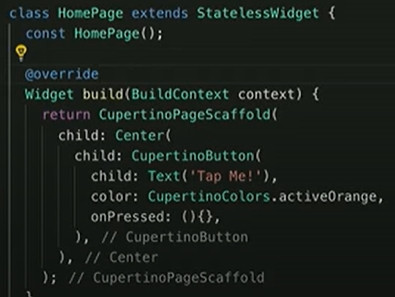 class HomePage extends StatelessWidget {
const HomePage();
@override
Widget build(BuildContext context) {
return CupertinoPageScaffold(
child: Center(
child: CupertinoButton(
child: Text('Tap Me!'),
color: CupertinoColors.activeOrange,
onPressed: (){},
), // CupertinoButton
), // Center
); // CupertinoPageScaffold
}